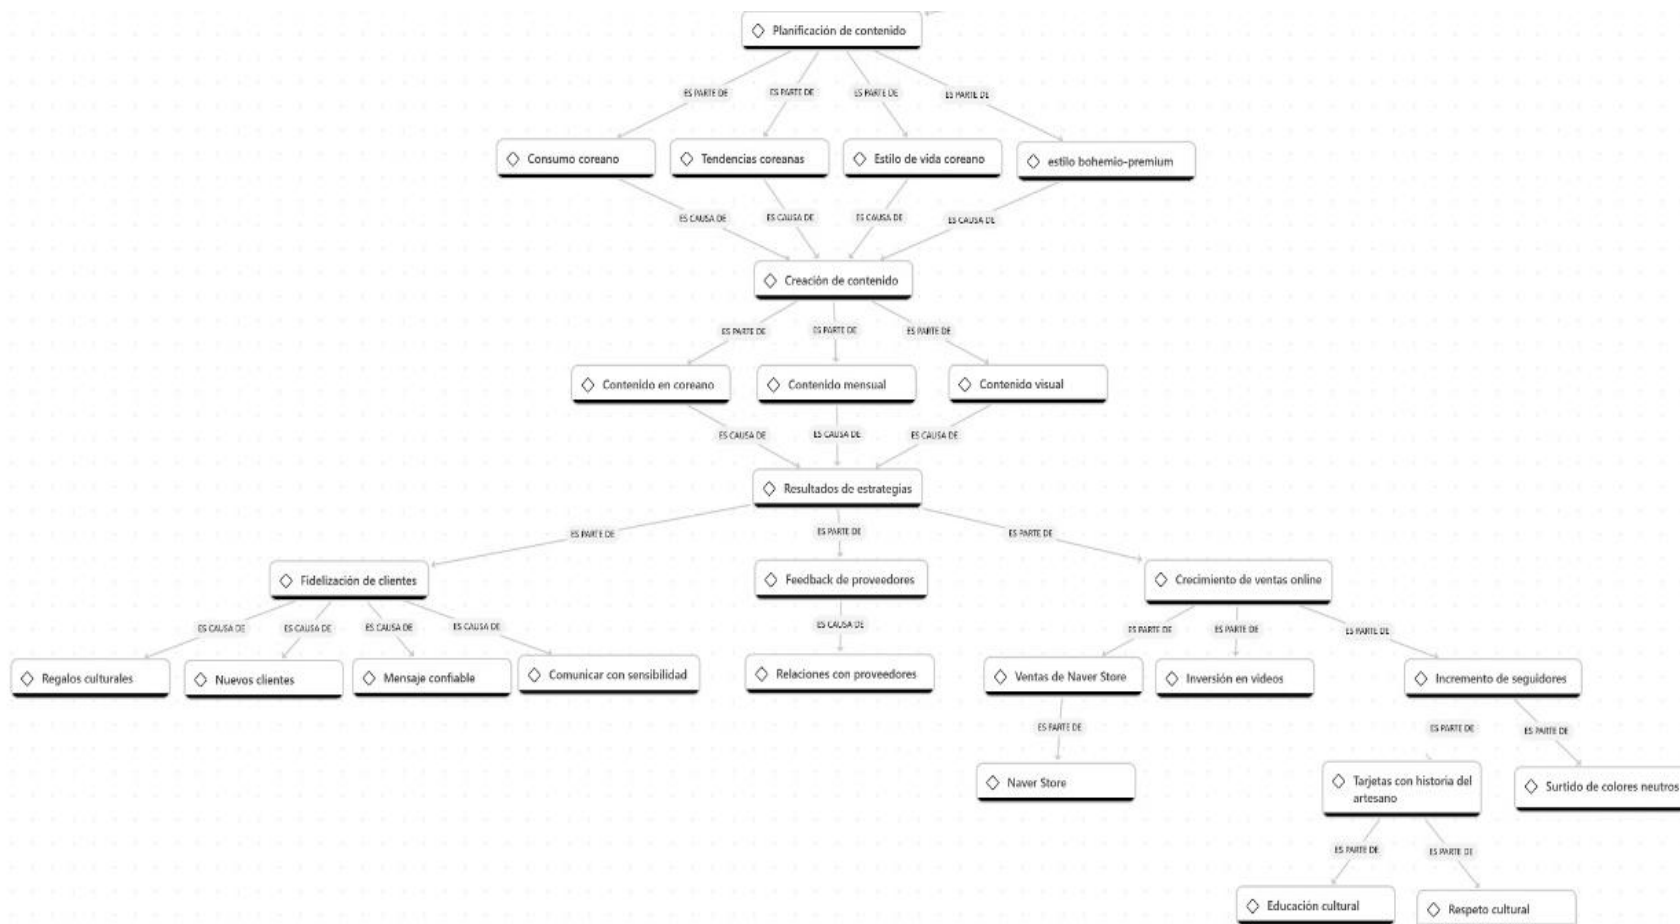 Planificación de contenido
ES PARTE DE ES PARTE DE ES PARTE DE ES PARTE DE
Consumo coreano Tendencias coreanas Estilo de vida coreano estilo bohemio-premium
ES CAUSA DE ES CAUSA DE ES CAUSA DE ES CAUSA DE
Creación de contenido
ES PARTE DE ES PARTE DE ES PARTE DE
Contenido en coreano Contenido mensual Contenido visual
ES CAUSA DE ES CAUSA DE ES CAUSA DE
Resultados de estrategias
ES PARTE DE ES PARTE DE ES PARTE DE
Fidelización de clientes Feedback de proveedores Crecimiento de ventas online
ES CAUSA DE ES CAUSA DE ES CAUSA DE ES CAUSA DE ES CAUSA DE ES PARTE DE ES PARTE DE ES PARTE DE
Regalos culturales Nuevos clientes Mensaje confiable Comunicar con sensibilidad Relaciones con proveedores Ventas de Naver Store Inversión en videos Incremento de seguidores
ES PARTE DE ES PARTE DE ES PARTE DE
Naver Store Tarjetas con historia del
artesano
Surtido de colores neutros
ES PARTE DE ES PARTE DE
Educación cultural Respeto cultural